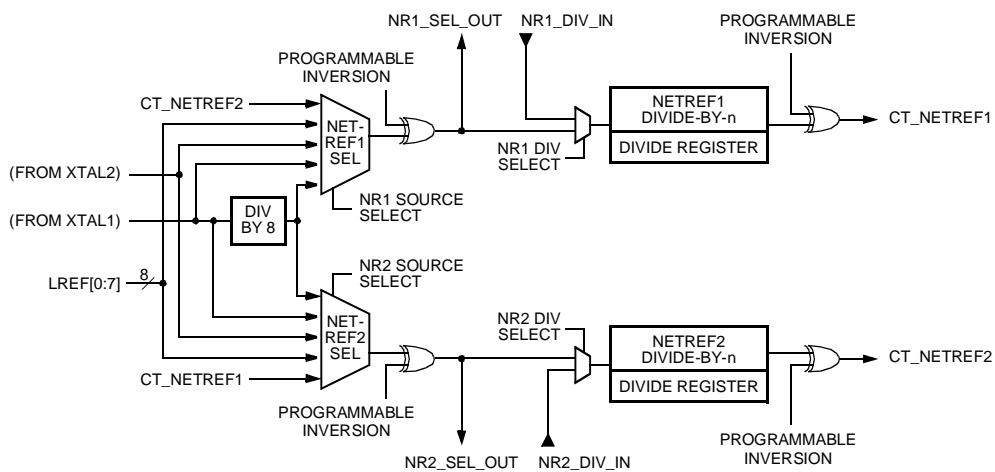 NR1_SEL_OUT
NR1_DIV_IN
PROGRAMMABLE
INVERSION
PROGRAMMABLE
INVERSION
CT_NETREF2
NET-
REF1
SEL
NETREF1
DIVIDE-BY-n
DIVIDE REGISTER
CT_NETREF1
NR1 DIV
SELECT
(FROM XTAL2)
NR1 SOURCE
SELECT
(FROM XTAL1)
DIV
BY 8
LREF[0:7]
8
NR2 SOURCE
SELECT
NET-
REF2
SEL
NR2 DIV
SELECT
NETREF2
DIVIDE-BY-n
DIVIDE REGISTER
CT_NETREF2
CT_NETREF1
PROGRAMMABLE
INVERSION
PROGRAMMABLE
INVERSION
NR2_SEL_OUT
NR2_DIV_IN